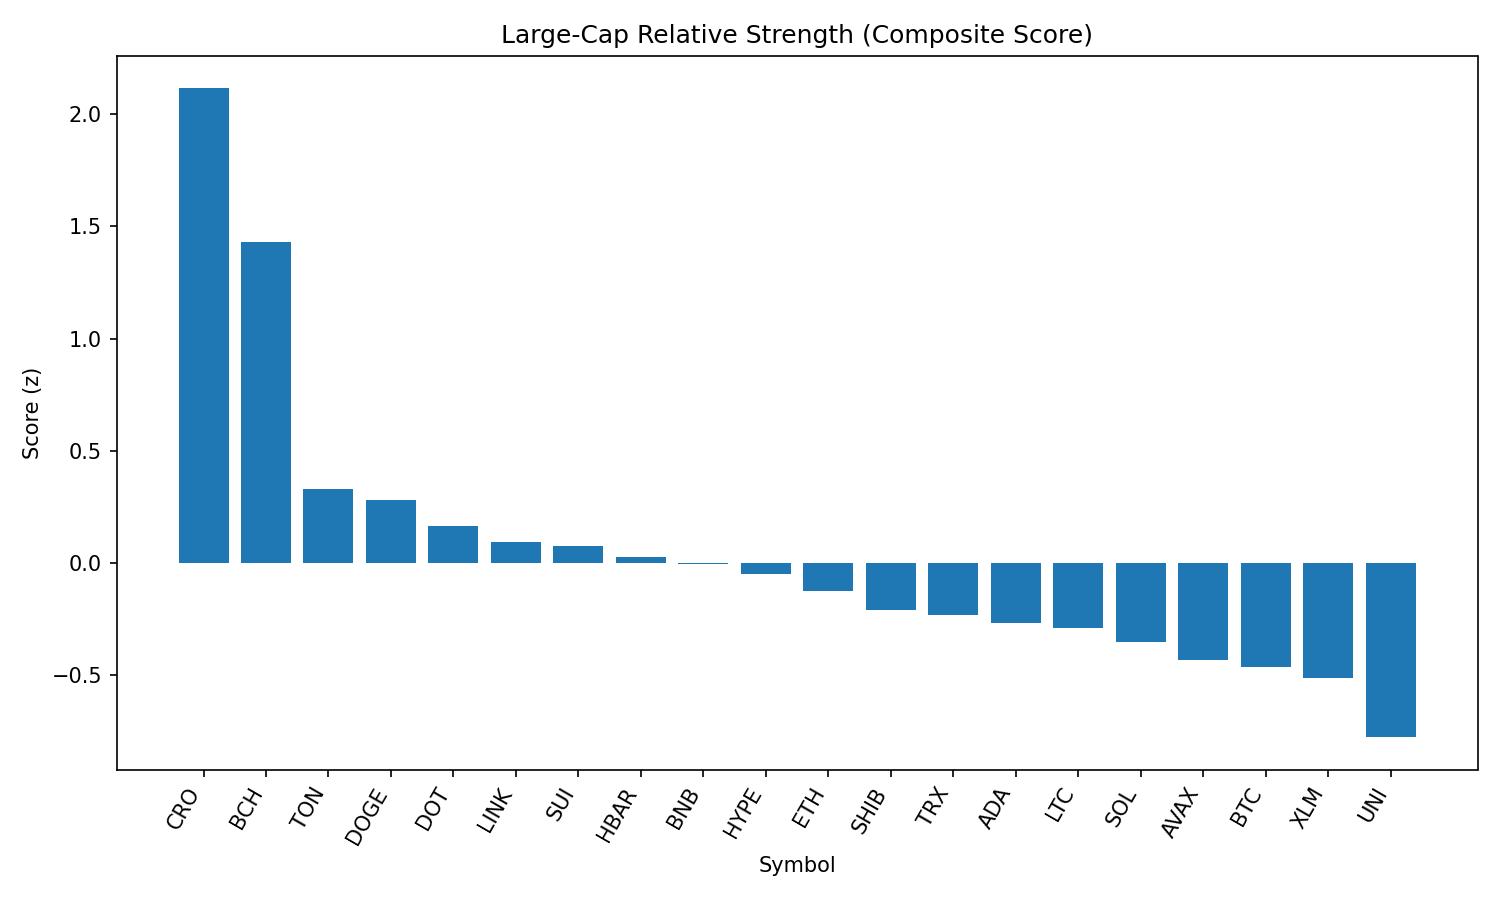 Large-Cap Relative Strength (Composite Score)
Score (z)
2.0
1.5
1.0
0.5
0.0
−0.5
CRO
BCH
TON
DOGE
DOT
LINK
SUI
HBAR
BNB
HYPE
ETH
SHIB
TRX
ADA
LTC
SOL
AVAX
BTC
XLM
UNI
Symbol